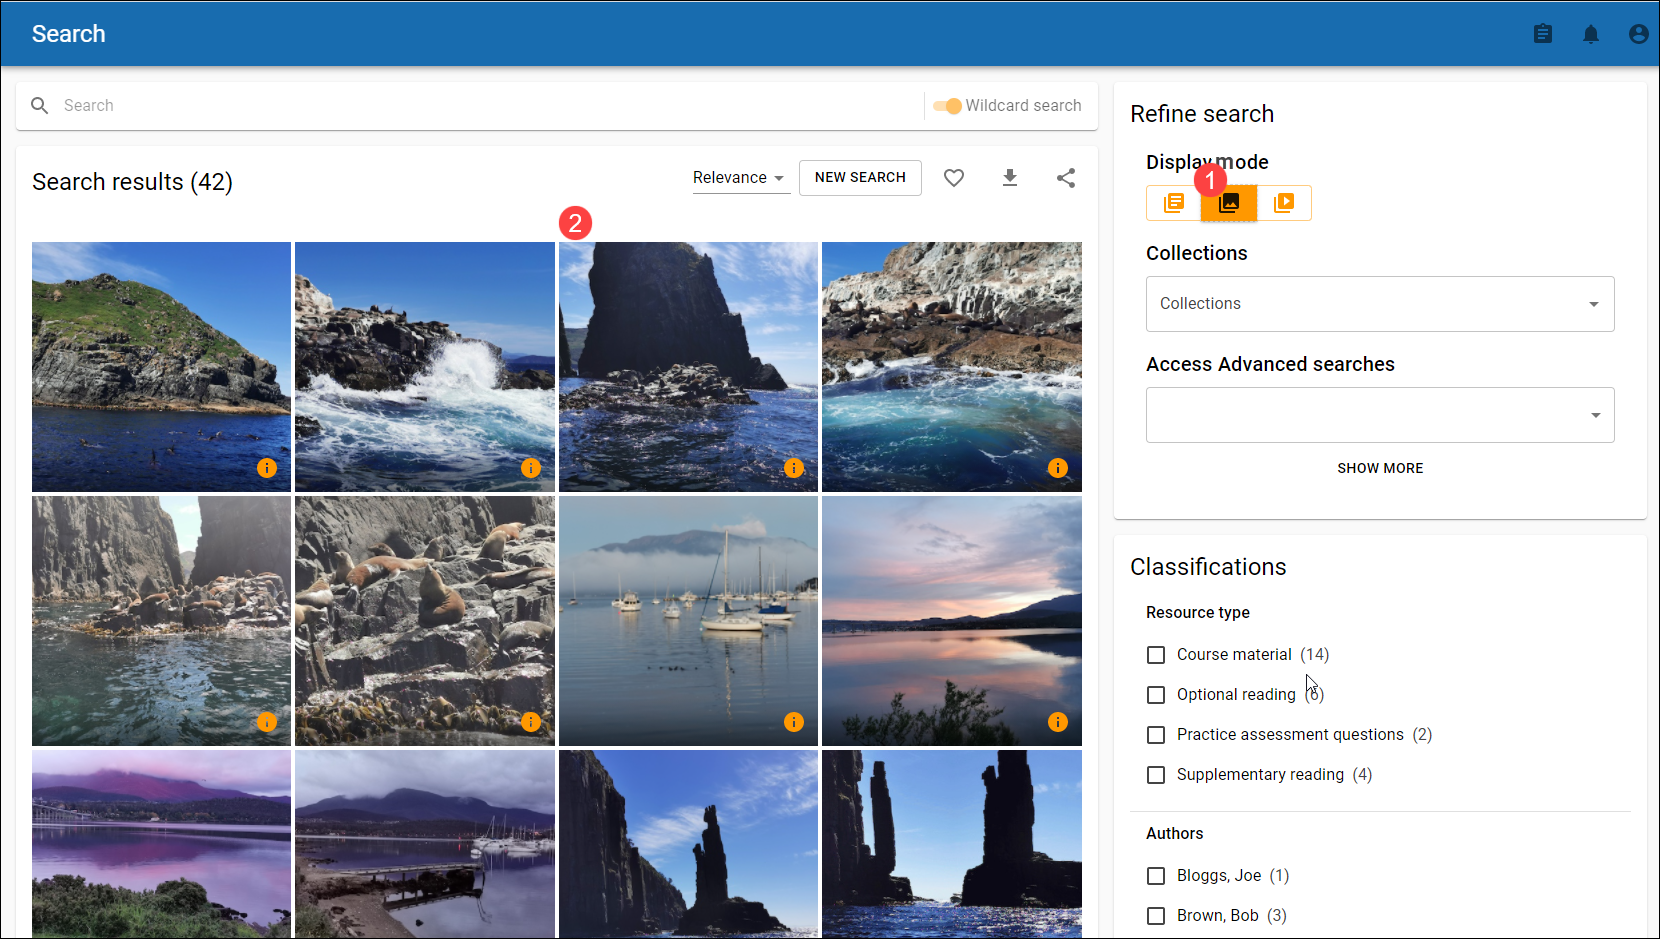 Search
Search
Wildcard search
Search results (42)
Relevance
NEW SEARCH
2
Refine search
Display mode
1
Collections
Collections
Access Advanced searches
SHOW MORE
Classifications
Resource type
Course material (14)
Optional reading (6)
Practice assessment questions (2)
Supplementary reading (4)
Authors
Bloggs, Joe (1)
Brown, Bob (3)